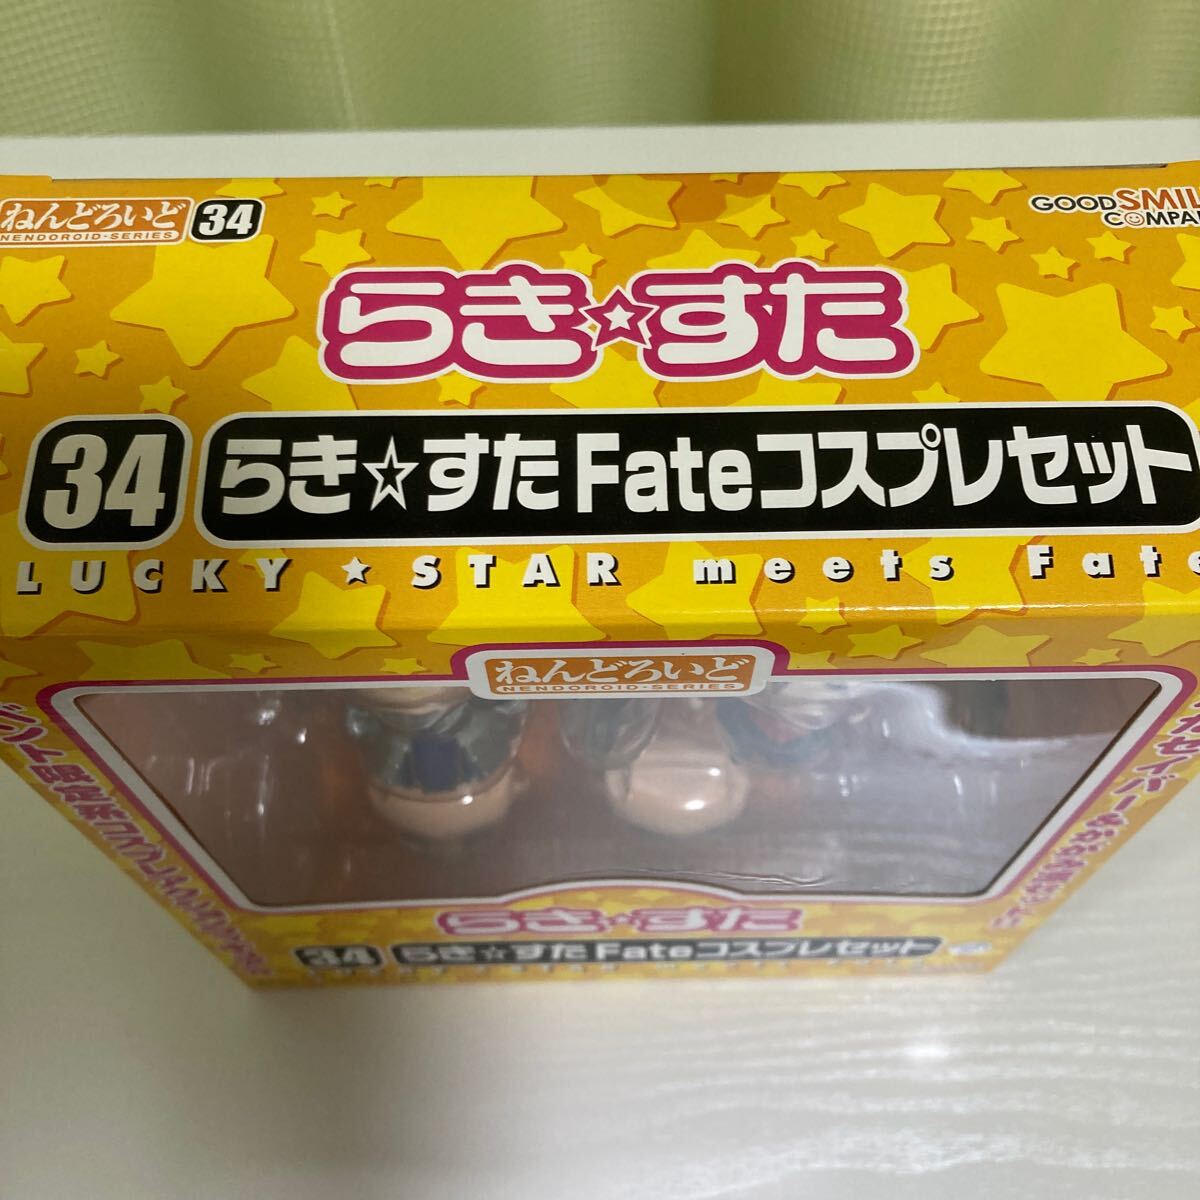 ねんどろいど 34
NENDOROID・SERIES
GOOD SMIL
COMPA
らき☆すた
34 らき☆すたFateコスプレセット
LUCKY ★ STAR meets Fate
ねんどろいど
NENDOROID・SERIES
らき☆すた
34 らき☆すたFateコスプレセット